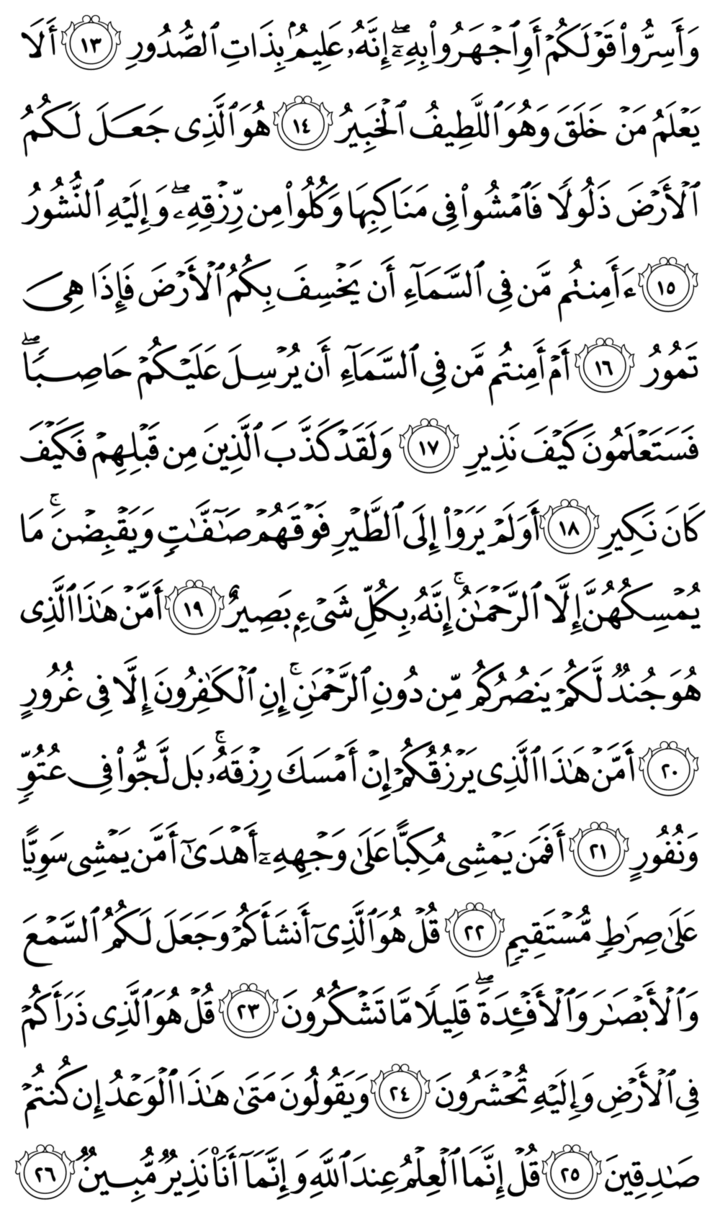 وَأَسِرُّوا۟ قَوْلَكُمْ أَوِ ٱجْهَرُوا۟ بِهِۦٓ ۖ إِنَّهُۥ عَلِيمٌۢ بِذَاتِ ٱلصُّدُورِ ١٣ أَلَا
يَعْلَمُ مَنْ خَلَقَ وَهُوَ ٱللَّطِيفُ ٱلْخَبِيرُ ١٤ هُوَ ٱلَّذِى جَعَلَ لَكُمُ
ٱلْأَرْضَ ذَلُولًا فَٱمْشُوا۟ فِى مَنَاكِبِهَا وَكُلُوا۟ مِن رِّزْقِهِۦ ۖ وَإِلَيْهِ ٱلنُّشُورُ
١٥ ءَأَمِنتُم مَّن فِى ٱلسَّمَآءِ أَن يَخْسِفَ بِكُمُ ٱلْأَرْضَ فَإِذَا هِىَ
تَمُورُ ١٦ أَمْ أَمِنتُم مَّن فِى ٱلسَّمَآءِ أَن يُرْسِلَ عَلَيْكُمْ حَاصِبًا ۖ
فَسَتَعْلَمُونَ كَيْفَ نَذِيرِ ١٧ وَلَقَدْ كَذَّبَ ٱلَّذِينَ مِن قَبْلِهِمْ فَكَيْفَ
كَانَ نَكِيرِ ١٨ أَوَلَمْ يَرَوْا۟ إِلَى ٱلطَّيْرِ فَوْقَهُمْ صَـٰٓفَّـٰتٍ وَيَقْبِضْنَ ۚ مَا
يُمْسِكُهُنَّ إِلَّا ٱلرَّحْمَـٰنُ ۚ إِنَّهُۥ بِكُلِّ شَىْءٍۭ بَصِيرٌ ١٩ أَمَّنْ هَـٰذَا ٱلَّذِى
هُوَ جُندٌ لَّكُمْ يَنصُرُكُم مِّن دُونِ ٱلرَّحْمَـٰنِ ۚ إِنِ ٱلْكَـٰفِرُونَ إِلَّا فِى غُرُورٍ
٢٠ أَمَّنْ هَـٰذَا ٱلَّذِى يَرْزُقُكُمْ إِنْ أَمْسَكَ رِزْقَهُۥ ۚ بَل لَّجُّوا۟ فِى عُتُوٍّ
وَنُفُورٍ ٢١ أَفَمَن يَمْشِى مُكِبًّا عَلَىٰ وَجْهِهِۦٓ أَهْدَىٰٓ أَمَّن يَمْشِى سَوِيًّا
عَلَىٰ صِرَٰطٍ مُّسْتَقِيمٍ ٢٢ قُلْ هُوَ ٱلَّذِىٓ أَنشَأَكُمْ وَجَعَلَ لَكُمُ ٱلسَّمْعَ
وَٱلْأَبْصَـٰرَ وَٱلْأَفْـِٔدَةَ ۖ قَلِيلًا مَّا تَشْكُرُونَ ٢٣ قُلْ هُوَ ٱلَّذِى ذَرَأَكُمْ
فِى ٱلْأَرْضِ وَإِلَيْهِ تُحْشَرُونَ ٢٤ وَيَقُولُونَ مَتَىٰ هَـٰذَا ٱلْوَعْدُ إِن كُنتُمْ
صَـٰدِقِينَ ٢٥ قُلْ إِنَّمَا ٱلْعِلْمُ عِندَ ٱللَّهِ وَإِنَّمَآ أَنَا۠ نَذِيرٌ مُّبِينٌ ٢٦